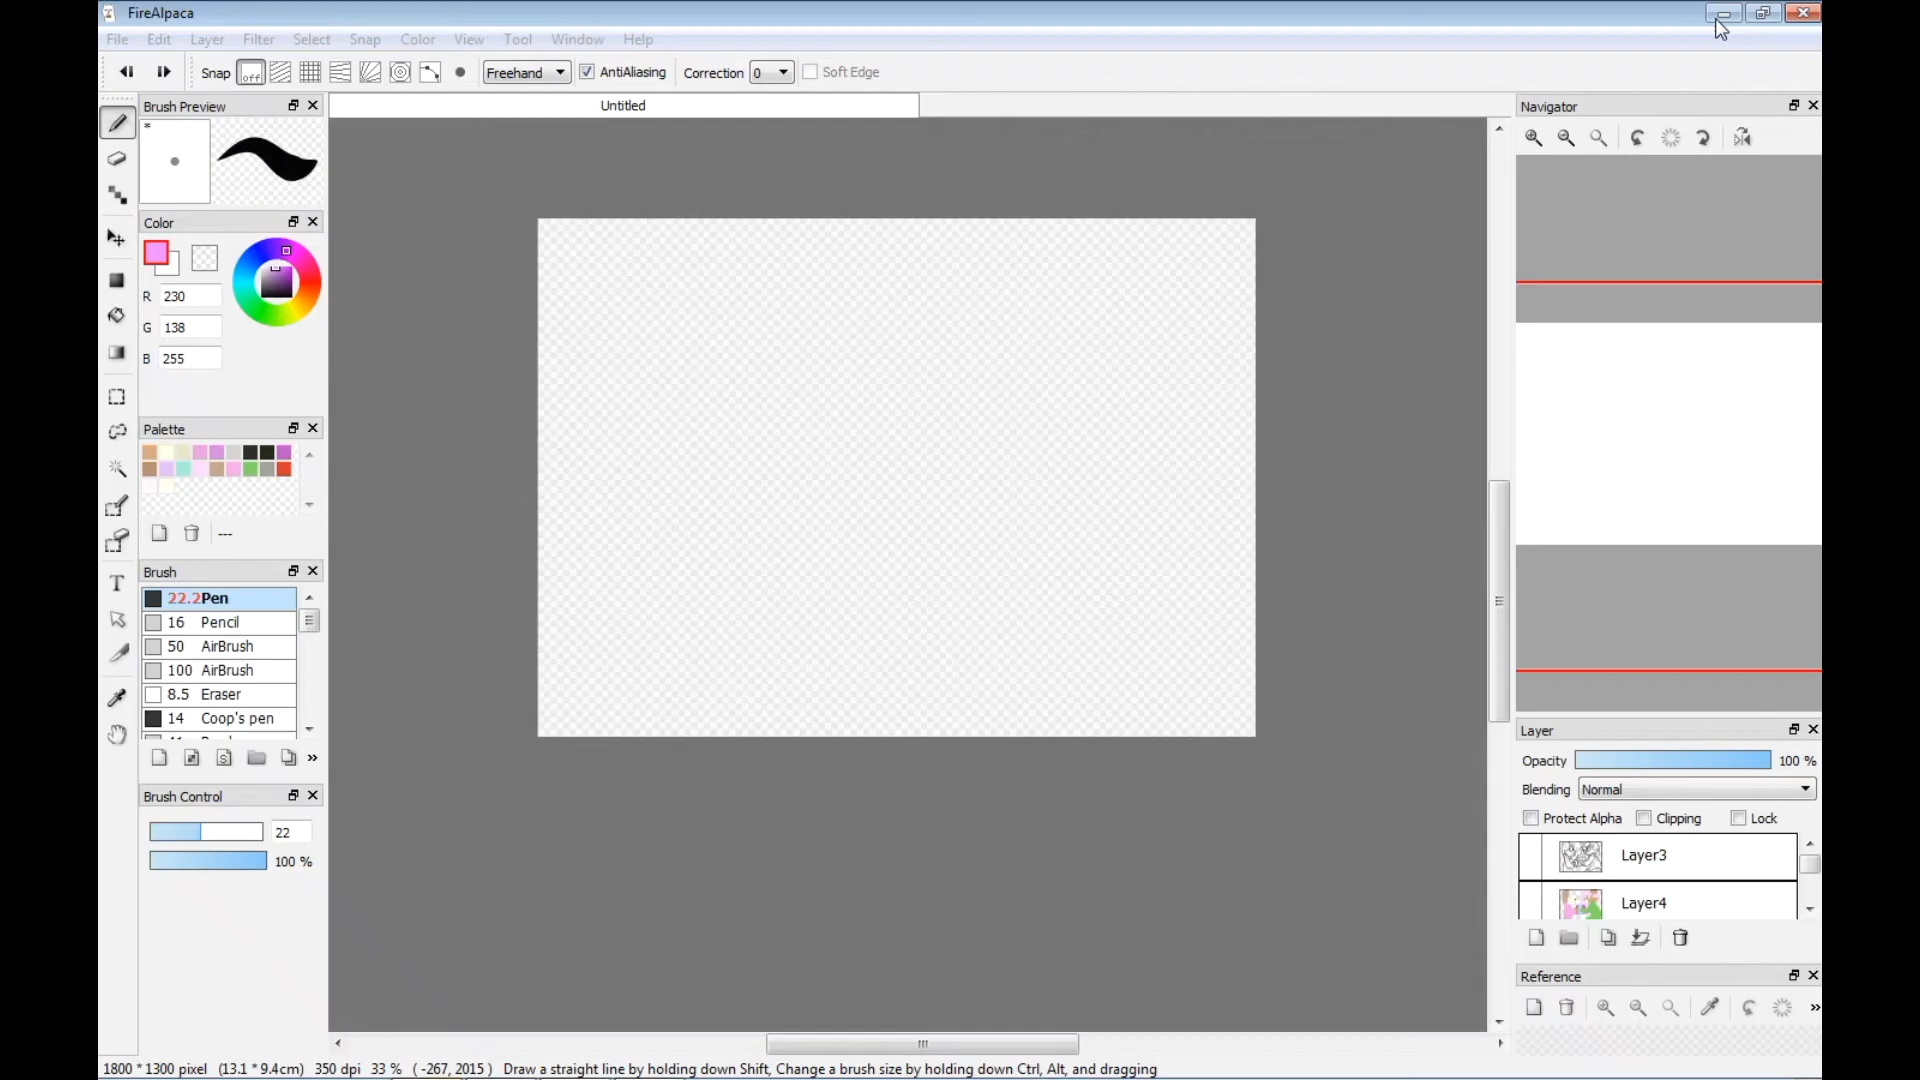 FireAlpaca
File Edit Layer Filter Select Snap Color View Tool Window Help
Snap off Freehand AntiAliasing Correction 0 Soft Edge
Brush Preview
Untitled
Navigator
*
Color
R 230
G 138
B 255
Palette
---
Brush
22.2 Pen
16 Pencil
50 AirBrush
100 AirBrush
8.5 Eraser
14 Coop's pen
Brush Control
22
100 %
Layer
Opacity 100 %
Blending Normal
Protect Alpha Clipping Lock
Layer3
Layer4
Reference
1800 * 1300 pixel (13.1 * 9.4cm) 350 dpi 33 % ( -267, 2015 ) Draw a straight line by holding down Shift, Change a brush size by holding down Ctrl, Alt, and dragging